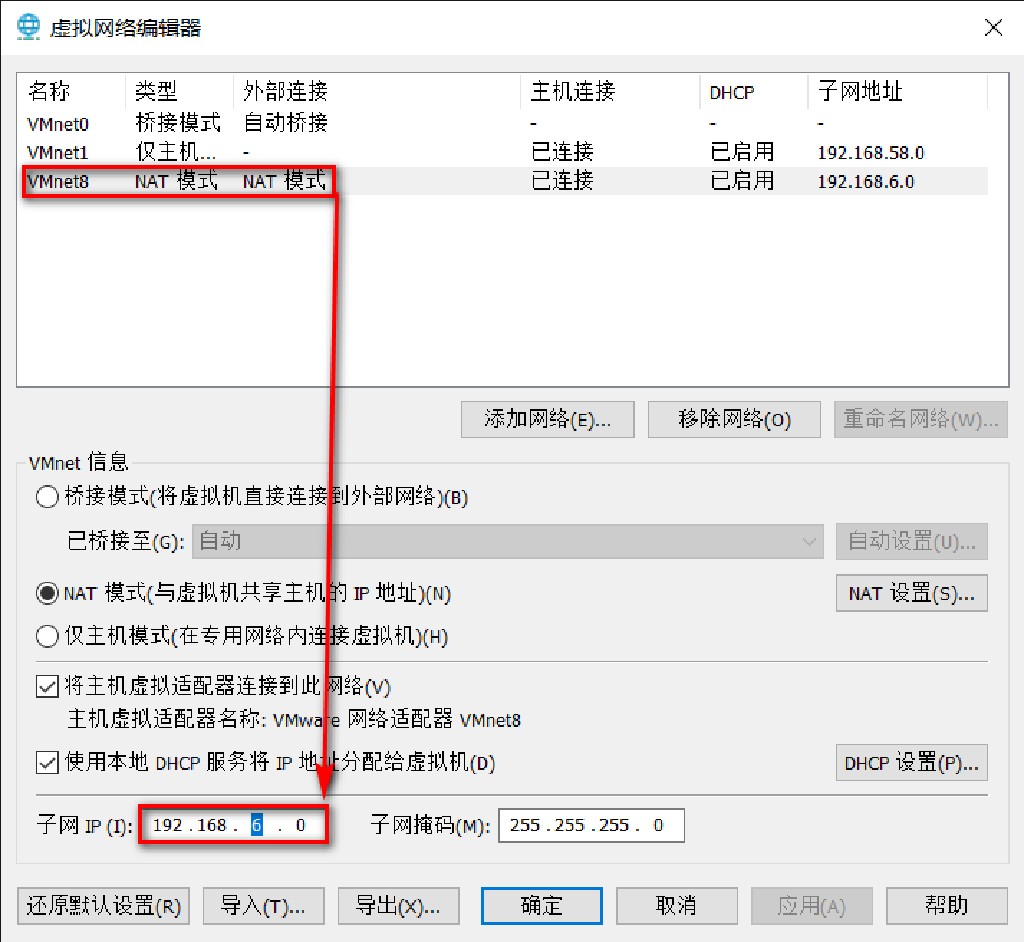 虚拟网络编辑器
名称 类型 外部连接 主机连接 DHCP 子网地址
VMnet0 桥接模式 自动桥接 - - -
VMnet1 仅主机... - 已连接 已启用 192.168.58.0
VMnet8 NAT 模式 NAT 模式 已连接 已启用 192.168.6.0
添加网络(E)... 移除网络(O) 重命名网络(W)...
VMnet 信息
桥接模式(将虚拟机直接连接到外部网络)(B)
已桥接至(G): 自动 自动设置(U)...
NAT 模式(与虚拟机共享主机的 IP 地址)(N) NAT 设置(S)...
仅主机模式(在专用网络内连接虚拟机)(H)
将主机虚拟适配器连接到此网络(V)
主机虚拟适配器名称: VMware 网络适配器 VMnet8
使用本地 DHCP 服务将 IP 地址分配给虚拟机(D) DHCP 设置(P)...
子网 IP (I): 192 . 168 . 6 . 0 子网掩码(M): 255 . 255 . 255 . 0
还原默认设置(R) 导入(T)... 导出(X)... 确定 取消 应用(A) 帮助